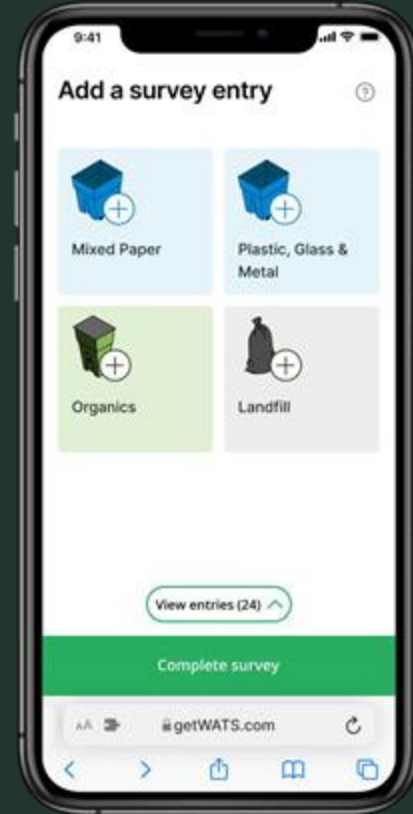 9:41
Add a survey entry
?
Mixed Paper
Plastic, Glass &
Metal
Organics
Landfill
View entries (24)
Complete survey
AA
getWATS.com